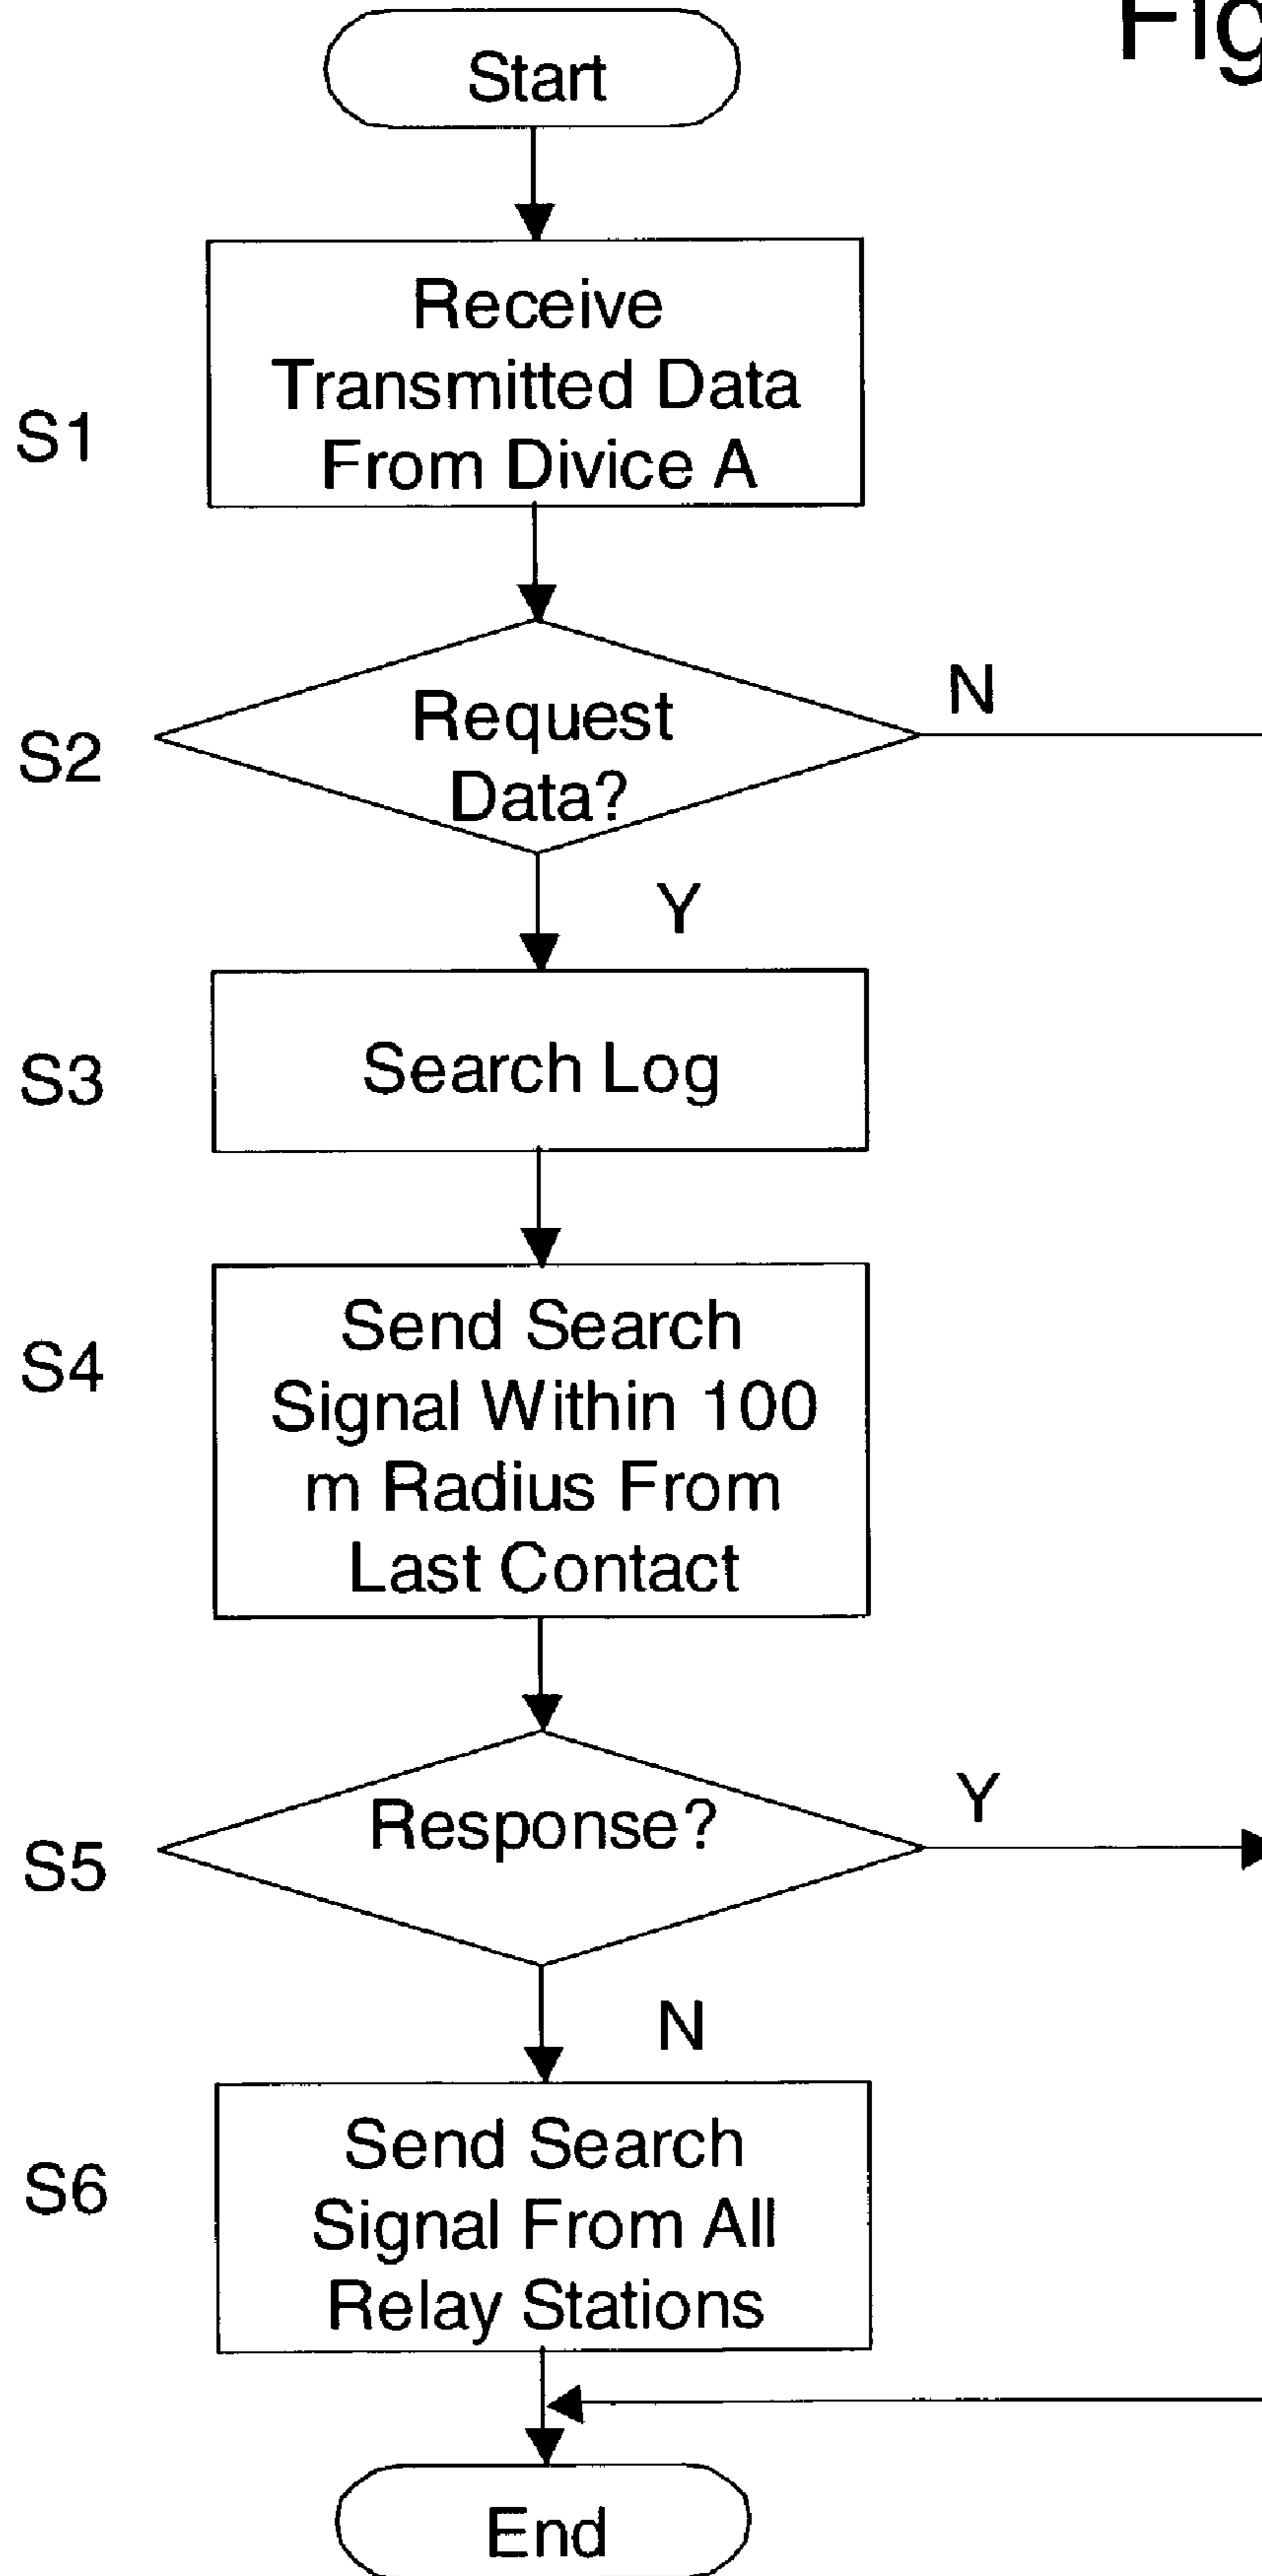 Fig
Start
S1
Receive
Transmitted Data
From Divice A
S2
Request
Data?
N
Y
S3
Search Log
S4
Send Search
Signal Within 100
m Radius From
Last Contact
S5
Response?
Y
N
S6
Send Search
Signal From All
Relay Stations
End